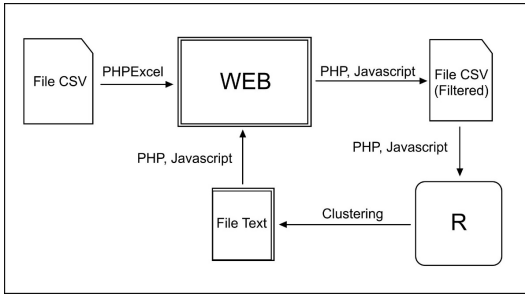 File CSV
PHPExcel
WEB
PHP, Javascript
File CSV
(Filtered)
PHP, Javascript
PHP, Javascript
File Text
Clustering
R